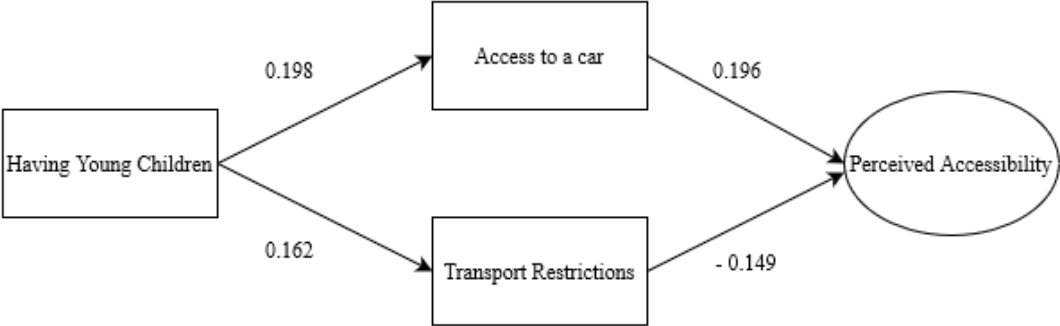 Access to a car
0.198
0.196
Having Young Children
Perceived Accessibility
0.162
- 0.149
Transport Restrictions